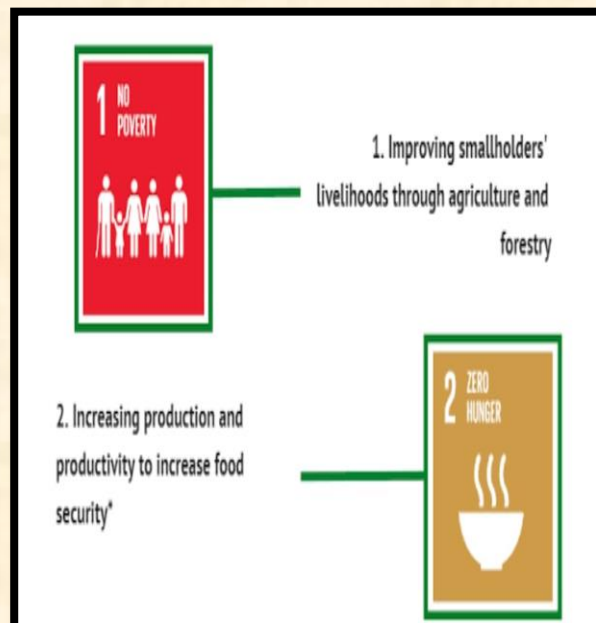 1 NO
POVERTY
1. Improving smallholders'
livelihoods through agriculture and
forestry
2. Increasing production and
productivity to increase food
security*
2 ZERO
HUNGER